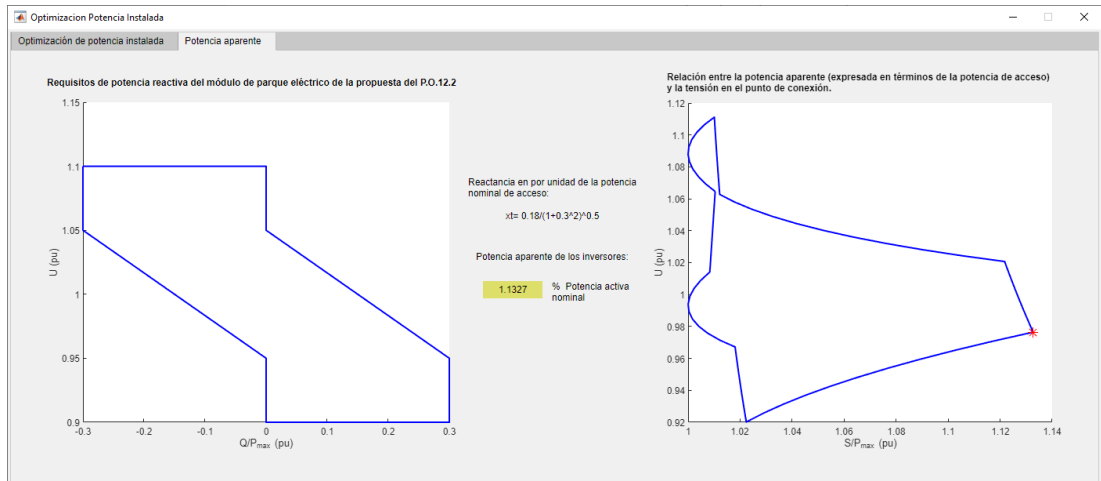 Optimizacion Potencia Instalada
Optimización de potencia instalada
Potencia aparente
Requisitos de potencia reactiva del módulo de parque eléctrico de la propuesta del P.O.12.2
1.15
1.1
1.05
1
0.95
0.9
U (pu)
-0.3
-0.2
-0.1
0
0.1
0.2
0.3
Q/Pmax (pu)
Reactancia en por unidad de la potencia
nominal de acceso:
xt= 0.18/(1+0.3^2)^0.5
Potencia aparente de los inversores:
1.1327
% Potencia activa
nominal
Relación entre la potencia aparente (expresada en términos de la potencia de acceso)
y la tensión en el punto de conexión.
1.12
1.1
1.08
1.06
1.04
1.02
1
0.98
0.96
0.94
0.92
U (pu)
1
1.02
1.04
1.06
1.08
1.1
1.12
1.14
S/Pmax (pu)